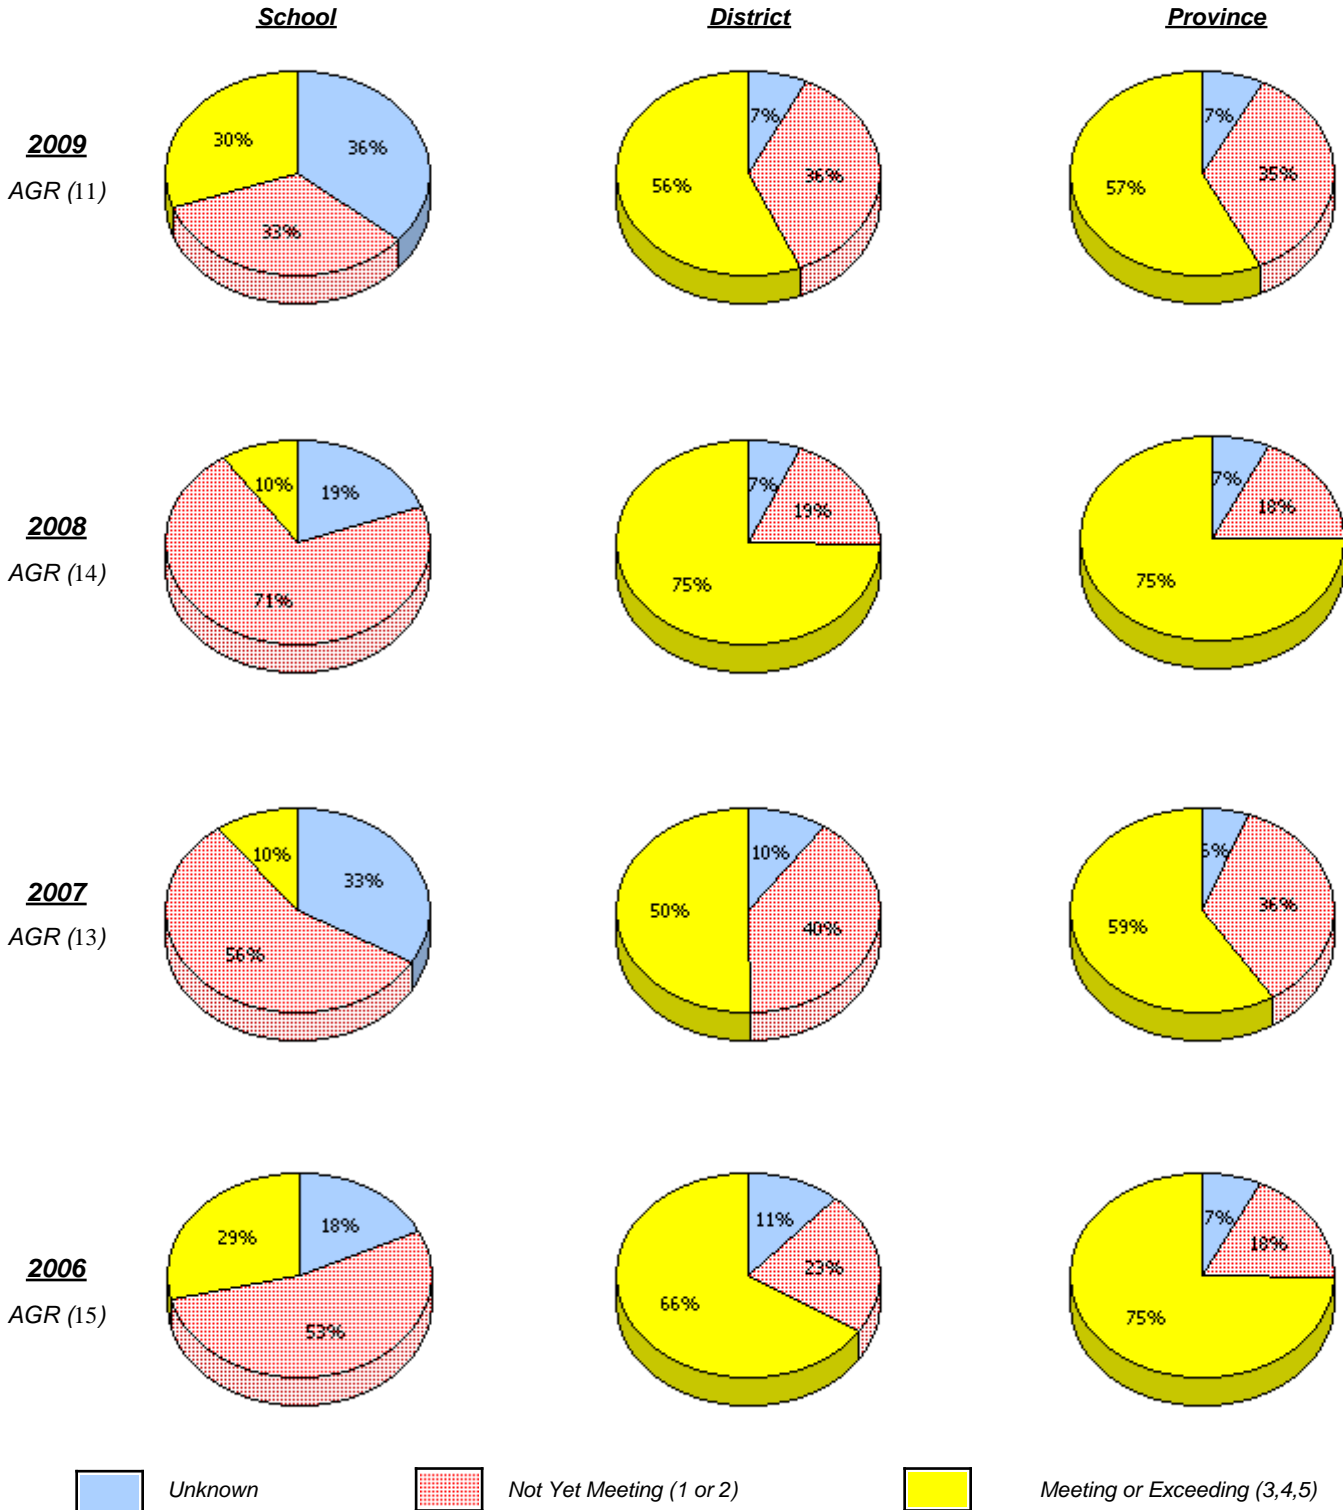 School District Province
2009
AGR (11)
30% 36% 33%
7% 36% 56%
7% 35% 57%
2008
AGR (14)
10% 19% 71%
7% 19% 75%
7% 18% 75%
2007
AGR (13)
10% 33% 56%
10% 50% 40%
36% 59%
2006
AGR (15)
18% 29% 53%
11% 23% 66%
7% 18% 75%
Unknown Not Yet Meeting (1 or 2) Meeting or Exceeding (3,4,5)